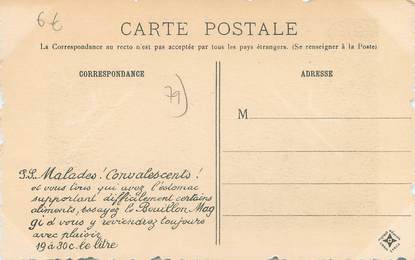 6€
CARTE POSTALE
La Correspondance au recto n'est pas acceptée par tous les pays étrangers. (Se renseigner à la Poste)
CORRESPONDANCE
ADRESSE
79)
M
P.S. Malades! Convalescents!
et vous tous qui avez l'estomac
supportant difficilement certains
aliments, essayez le Bouillon Mag
gi & vous y reviendrez toujours
avec plaisir
19 à 30c. le litre